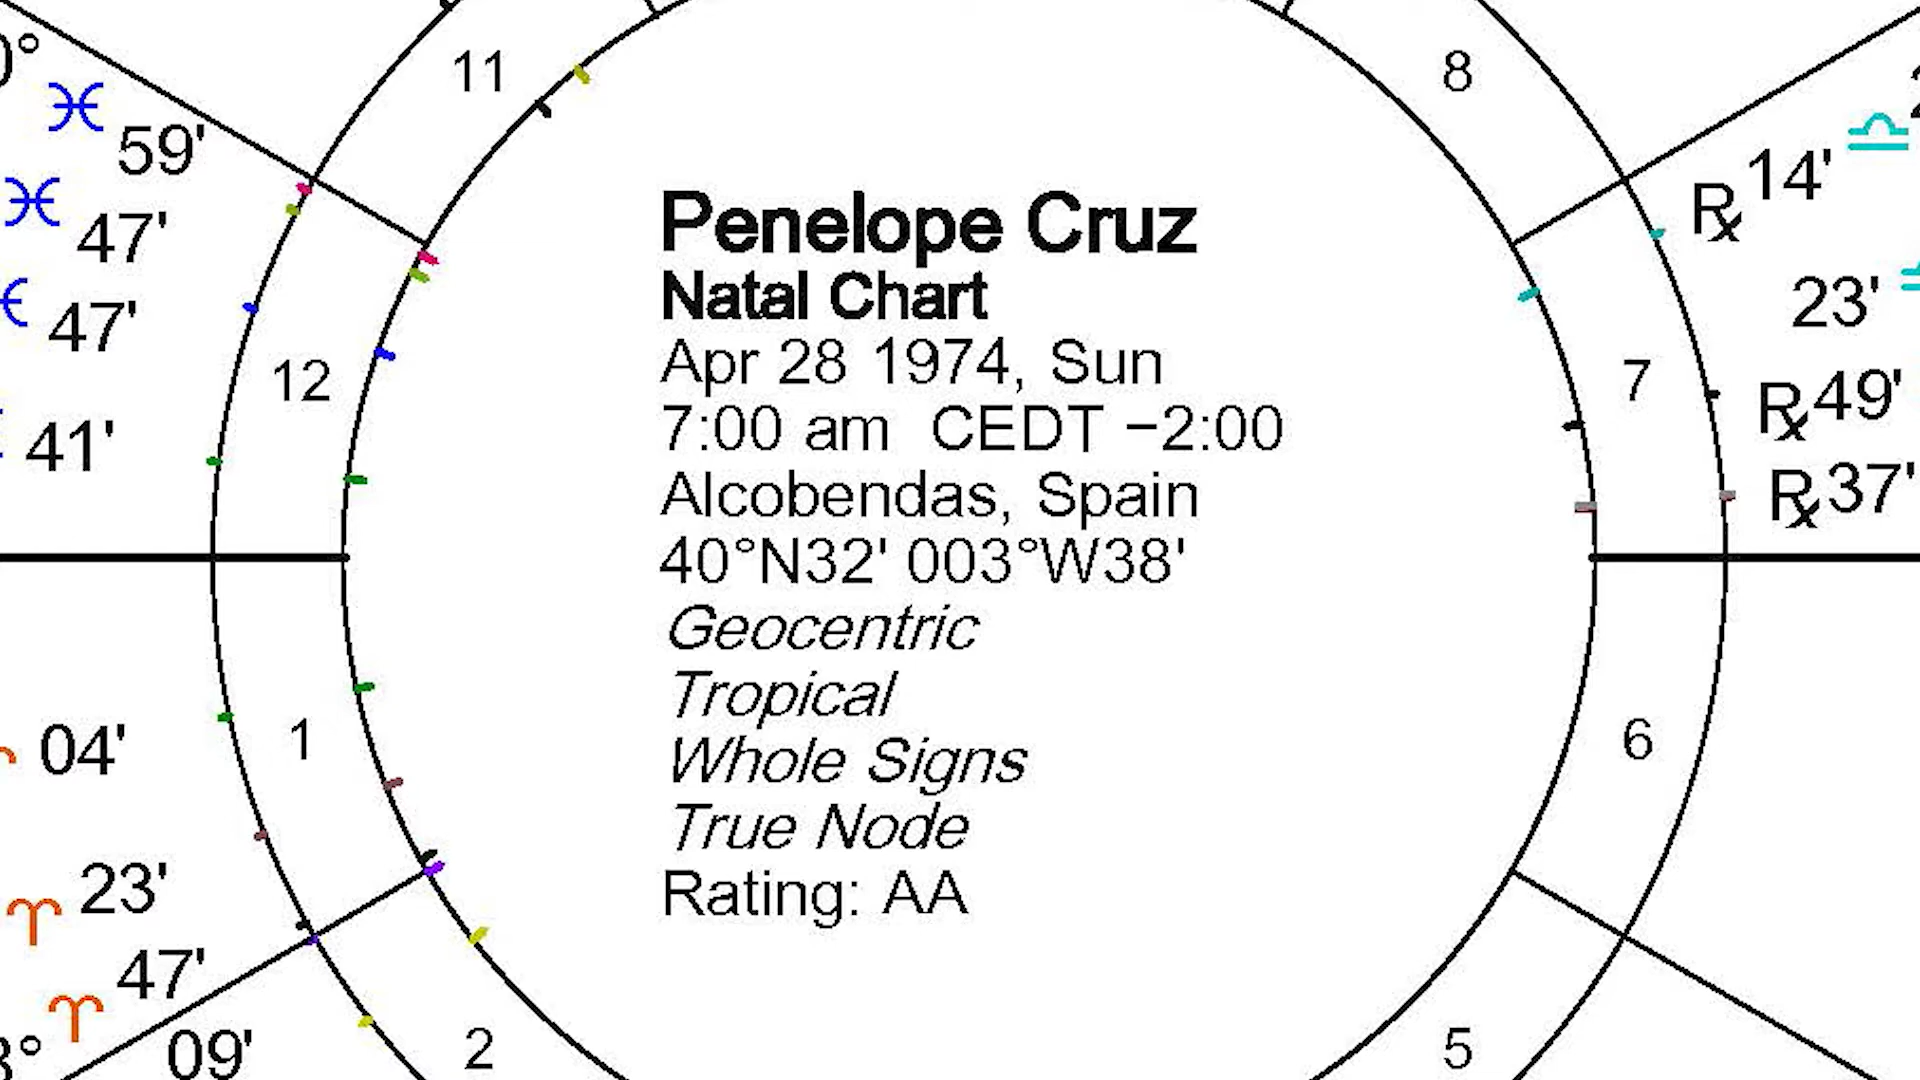 11
8
0°
♓
59'
♓
47'
47'
41'
12
Penelope Cruz
Natal Chart
Apr 28 1974, Sun
7:00 am CEDT −2:00
Alcobendas, Spain
40°N32' 003°W38'
Geocentric
Tropical
Whole Signs
True Node
Rating: AA
♎
℞ 14'
23'
7
℞ 49'
℞ 37'
1
04'
♈ 23'
♈ 47'
09'
2
6
5